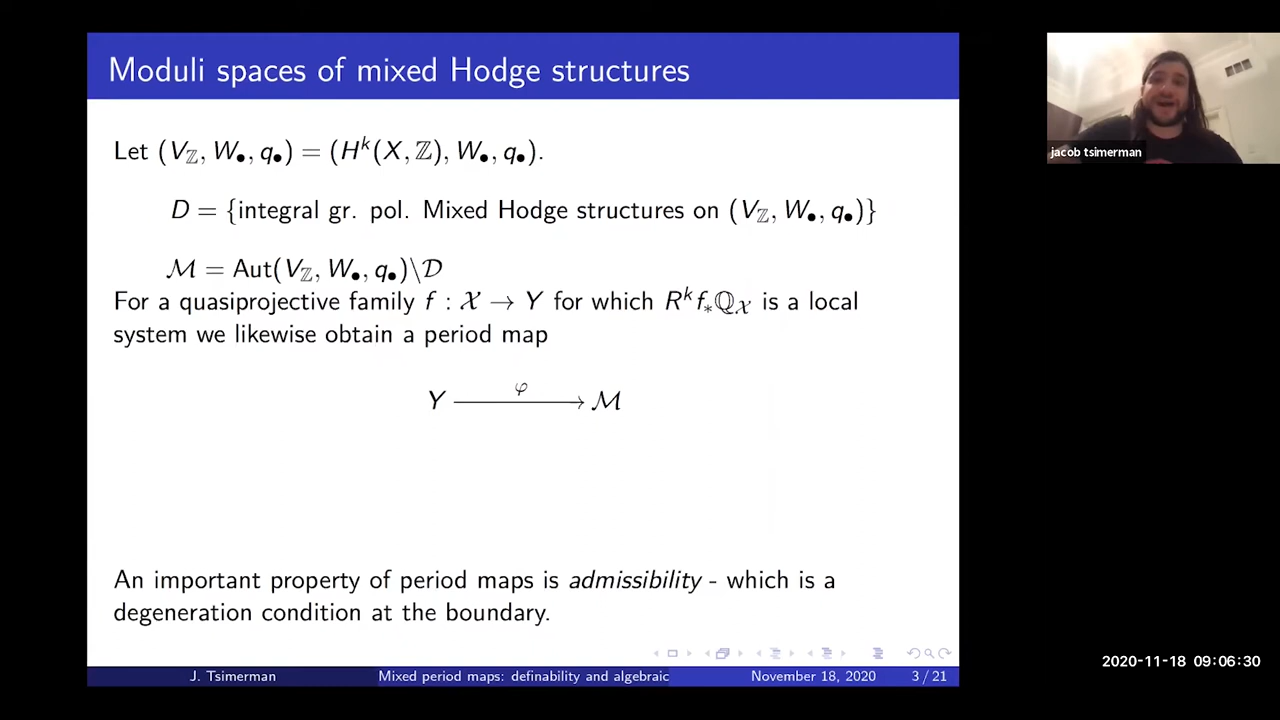 Moduli spaces of mixed Hodge structures
Let (V_ℤ, W_•, q_•) = (H^k(X, ℤ), W_•, q_•).
D = {integral gr. pol. Mixed Hodge structures on (V_ℤ, W_•, q_•)}
ℳ = Aut(V_ℤ, W_•, q_•)\𝒟
For a quasiprojective family f : 𝒳 → Y for which R^k f_*ℚ_𝒳 is a local
system we likewise obtain a period map
Y —φ→ ℳ
An important property of period maps is admissibility - which is a
degeneration condition at the boundary.
J. Tsimerman Mixed period maps: definability and algebraic November 18, 2020 3 / 21
jacob tsimerman
2020-11-18 09:06:30